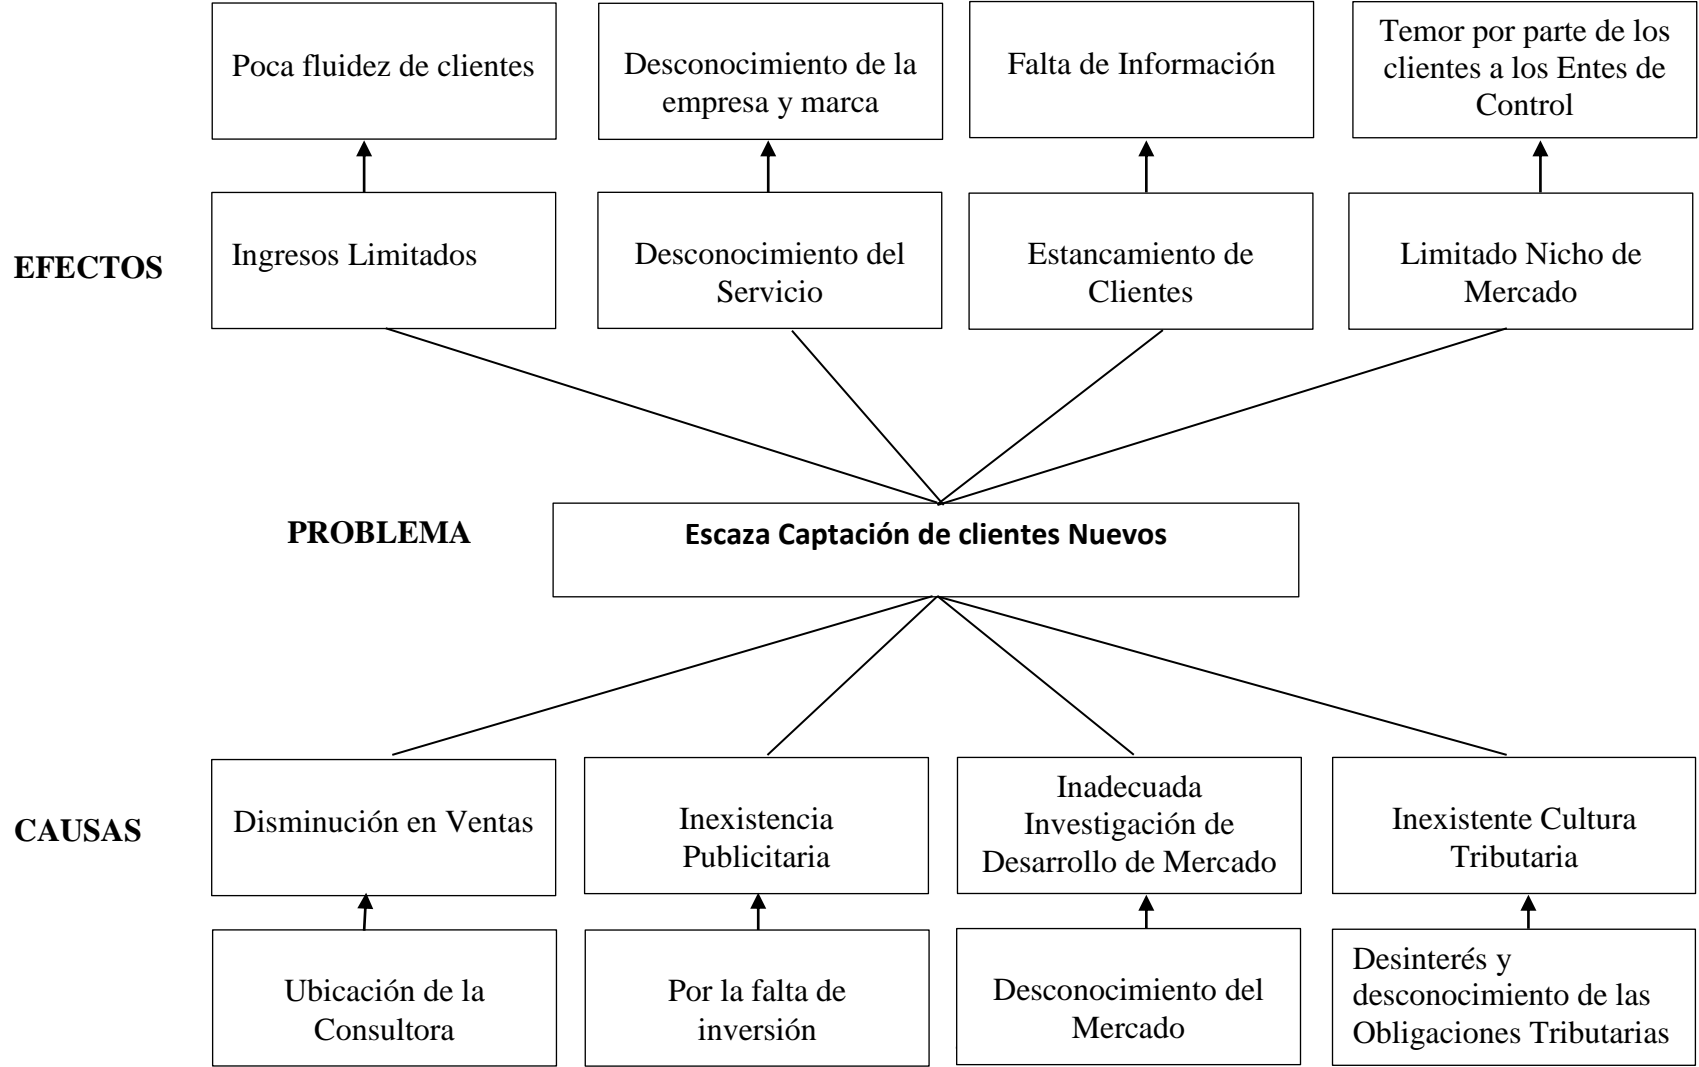 Poca fluidez de clientes
Desconocimiento de la
empresa y marca
Falta de Información
Temor por parte de los
clientes a los Entes de
Control
EFECTOS
Ingresos Limitados
Desconocimiento del
Servicio
Estancamiento de
Clientes
Limitado Nicho de
Mercado
PROBLEMA
Escaza Captación de clientes Nuevos
CAUSAS
Disminución en Ventas
Inexistencia
Publicitaria
Inadecuada
Investigación de
Desarrollo de Mercado
Inexistente Cultura
Tributaria
Ubicación de la
Consultora
Por la falta de
inversión
Desconocimiento del
Mercado
Desinterés y
desconocimiento de las
Obligaciones Tributarias